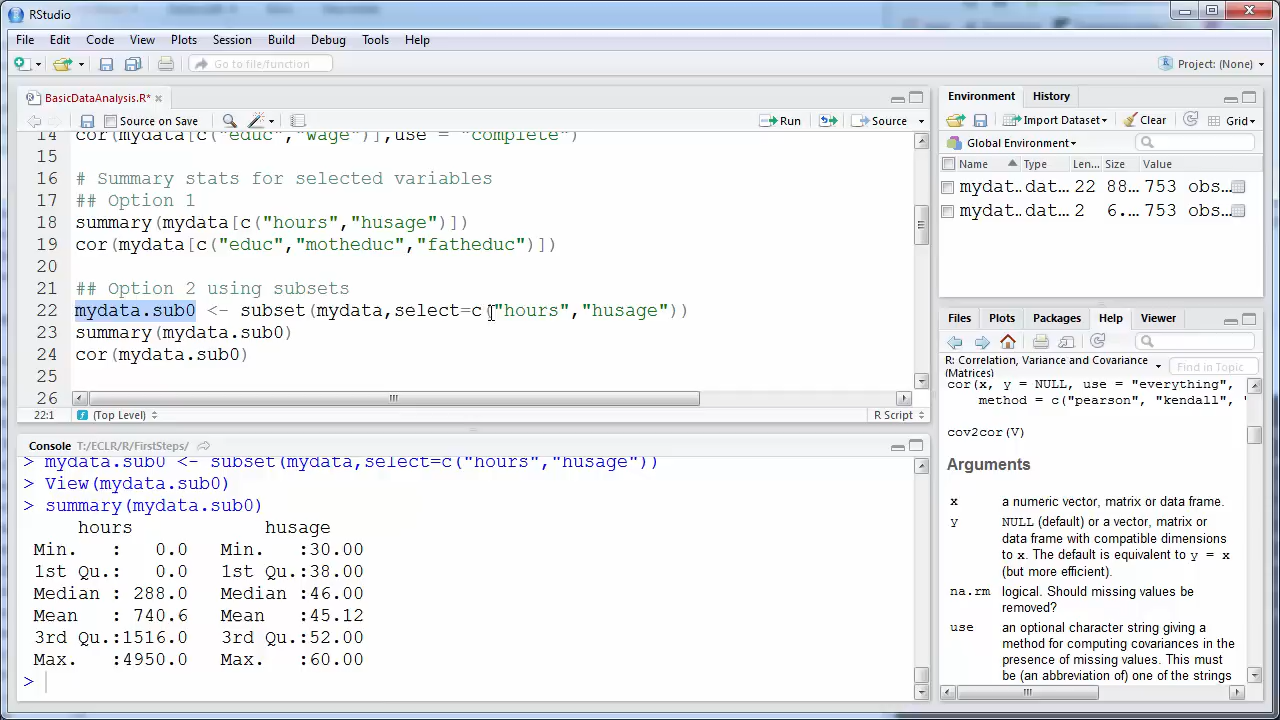 RStudio
File Edit Code View Plots Session Build Debug Tools Help
Go to file/function
Project: (None)
BasicDataAnalysis.R*
Source on Save
Run
Source
14 cor(mydata[c("educ","wage")],use = "complete")
15
16 # Summary stats for selected variables
17 ## Option 1
18 summary(mydata[c("hours","husage")])
19 cor(mydata[c("educ","motheduc","fatheduc")])
20
21 ## Option 2 using subsets
22 mydata.sub0 <- subset(mydata,select=c("hours","husage"))
23 summary(mydata.sub0)
24 cor(mydata.sub0)
25
26
22:1 (Top Level) R Script
Console T:/ECLR/R/FirstSteps/
> mydata.sub0 <- subset(mydata,select=c("hours","husage"))
> View(mydata.sub0)
> summary(mydata.sub0)
hours husage
Min. : 0.0 Min. :30.00
1st Qu.: 0.0 1st Qu.:38.00
Median : 288.0 Median :46.00
Mean : 740.6 Mean :45.12
3rd Qu.:1516.0 3rd Qu.:52.00
Max. :4950.0 Max. :60.00
>
Environment History
Import Dataset Clear Grid
Global Environment
Name Type Len... Size Value
mydat... dat... 22 88... 753 obs...
mydat... dat... 2 6.... 753 obs...
Files Plots Packages Help Viewer
R: Correlation, Variance and Covariance
(Matrices)
Find in Topic
cor(x, y = NULL, use = "everything",
method = c("pearson", "kendall", "
cov2cor(V)
Arguments
x a numeric vector, matrix or data frame.
y NULL (default) or a vector, matrix or
data frame with compatible dimensions
to x. The default is equivalent to y = x
(but more efficient).
na.rm logical. Should missing values be
removed?
use an optional character string giving a
method for computing covariances in the
presence of missing values. This must
be (an abbreviation of) one of the strings